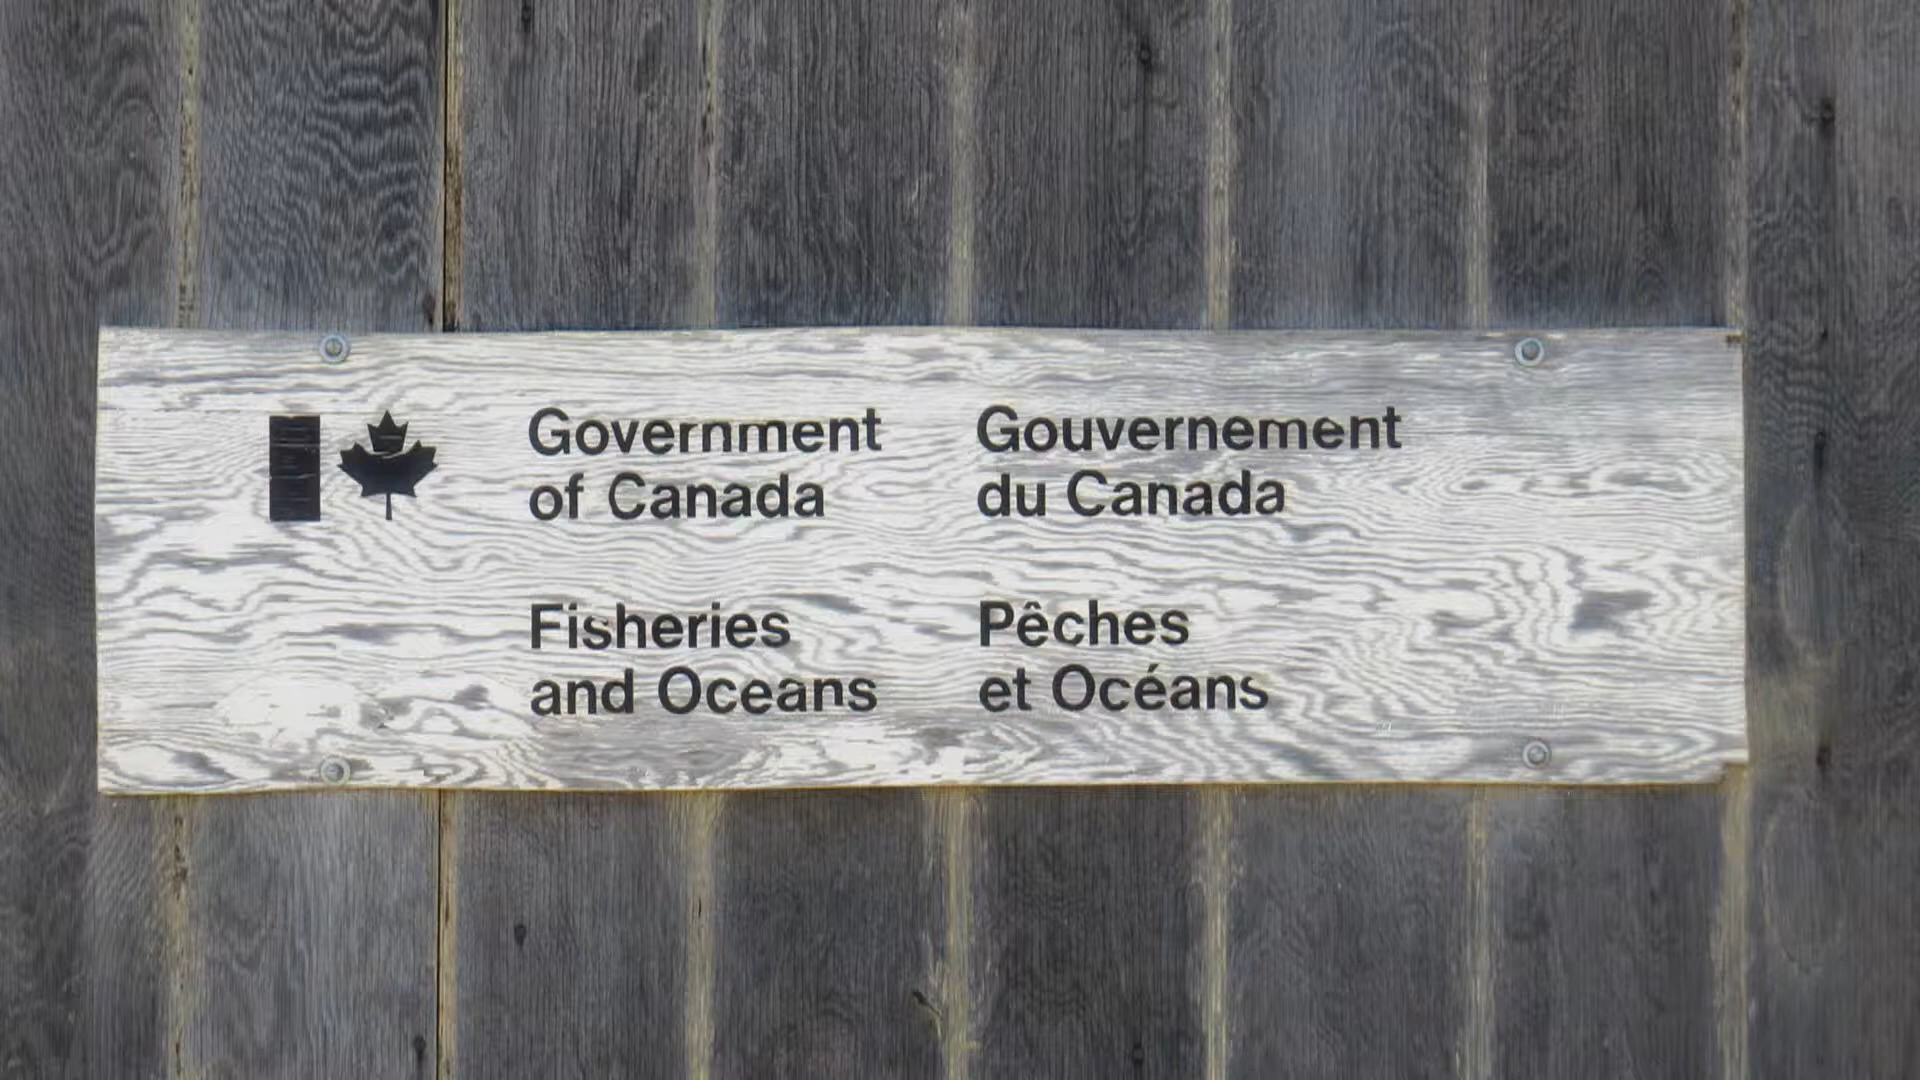 Government
of Canada
Gouvernement
du Canada
Fisheries
and Oceans
Pêches
et Océans